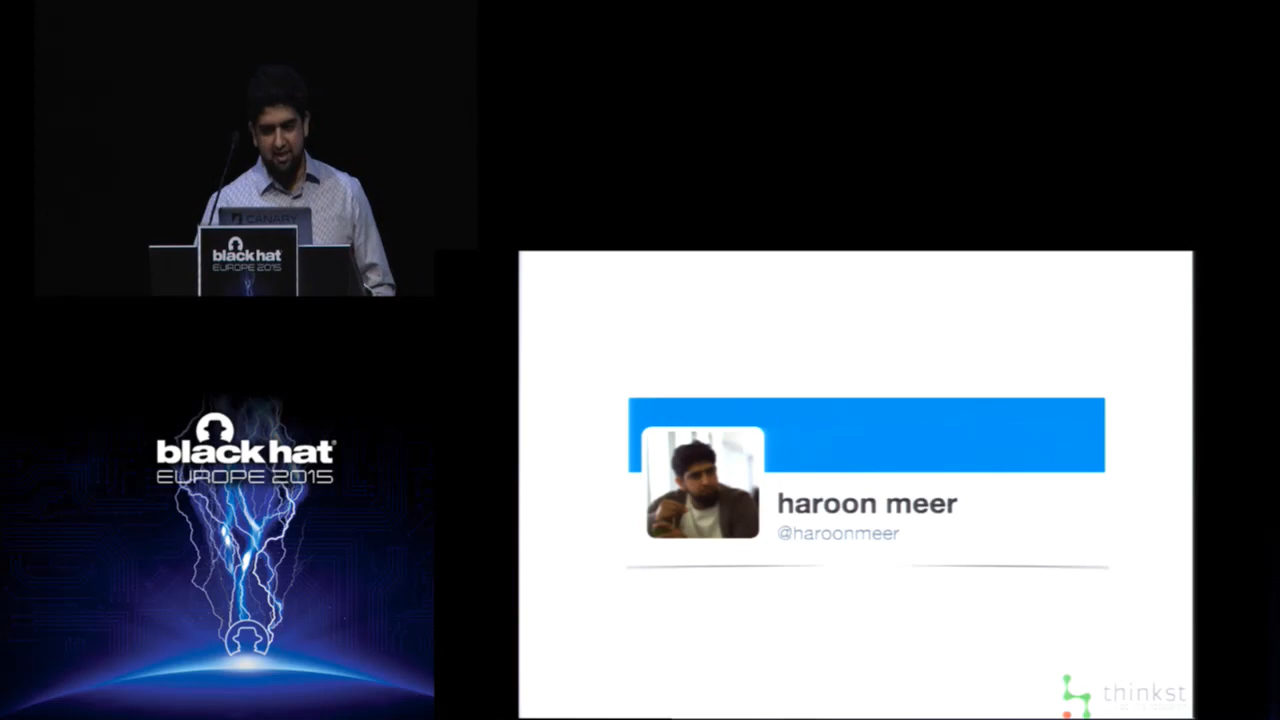 CANARY
black hat
EUROPE 2015
black hat
EUROPE 2015
haroon meer
@haroonmeer
thinkst